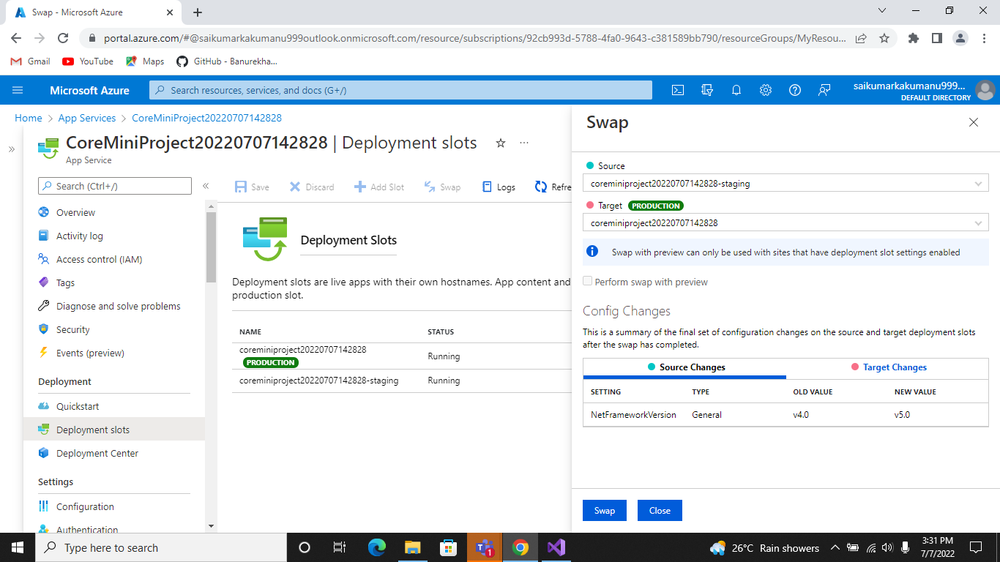 Swap - Microsoft Azure
portal.azure.com/#@saikumarkakumanu999outlook.onmicrosoft.com/resource/subscriptions/92cb993d-5788-4fa0-9643-c381589bb790/resourceGroups/MyResou...
Gmail YouTube Maps GitHub - Banurekha...
Microsoft Azure
Search resources, services, and docs (G+/)
saikumarkakumanu999...
DEFAULT DIRECTORY
Home > App Services > CoreMiniProject20220707142828
CoreMiniProject20220707142828 | Deployment slots
App Service
Search (Ctrl+/)
Overview
Activity log
Access control (IAM)
Tags
Diagnose and solve problems
Security
Events (preview)
Deployment
Quickstart
Deployment slots
Deployment Center
Settings
Configuration
Authentication
Save Discard Add Slot Swap Logs Refre
Deployment Slots
Deployment slots are live apps with their own hostnames. App content and
production slot.
NAME STATUS
coreminiproject20220707142828
PRODUCTION
Running
coreminiproject20220707142828-staging Running
Swap
Source
coreminiproject20220707142828-staging
Target PRODUCTION
coreminiproject20220707142828
Swap with preview can only be used with sites that have deployment slot settings enabled
Perform swap with preview
Config Changes
This is a summary of the final set of configuration changes on the source and target deployment slots
after the swap has completed.
Source Changes Target Changes
SETTING TYPE OLD VALUE NEW VALUE
NetFrameworkVersion General v4.0 v5.0
Swap Close
Type here to search
1
26°C Rain showers
3:31 PM
7/7/2022